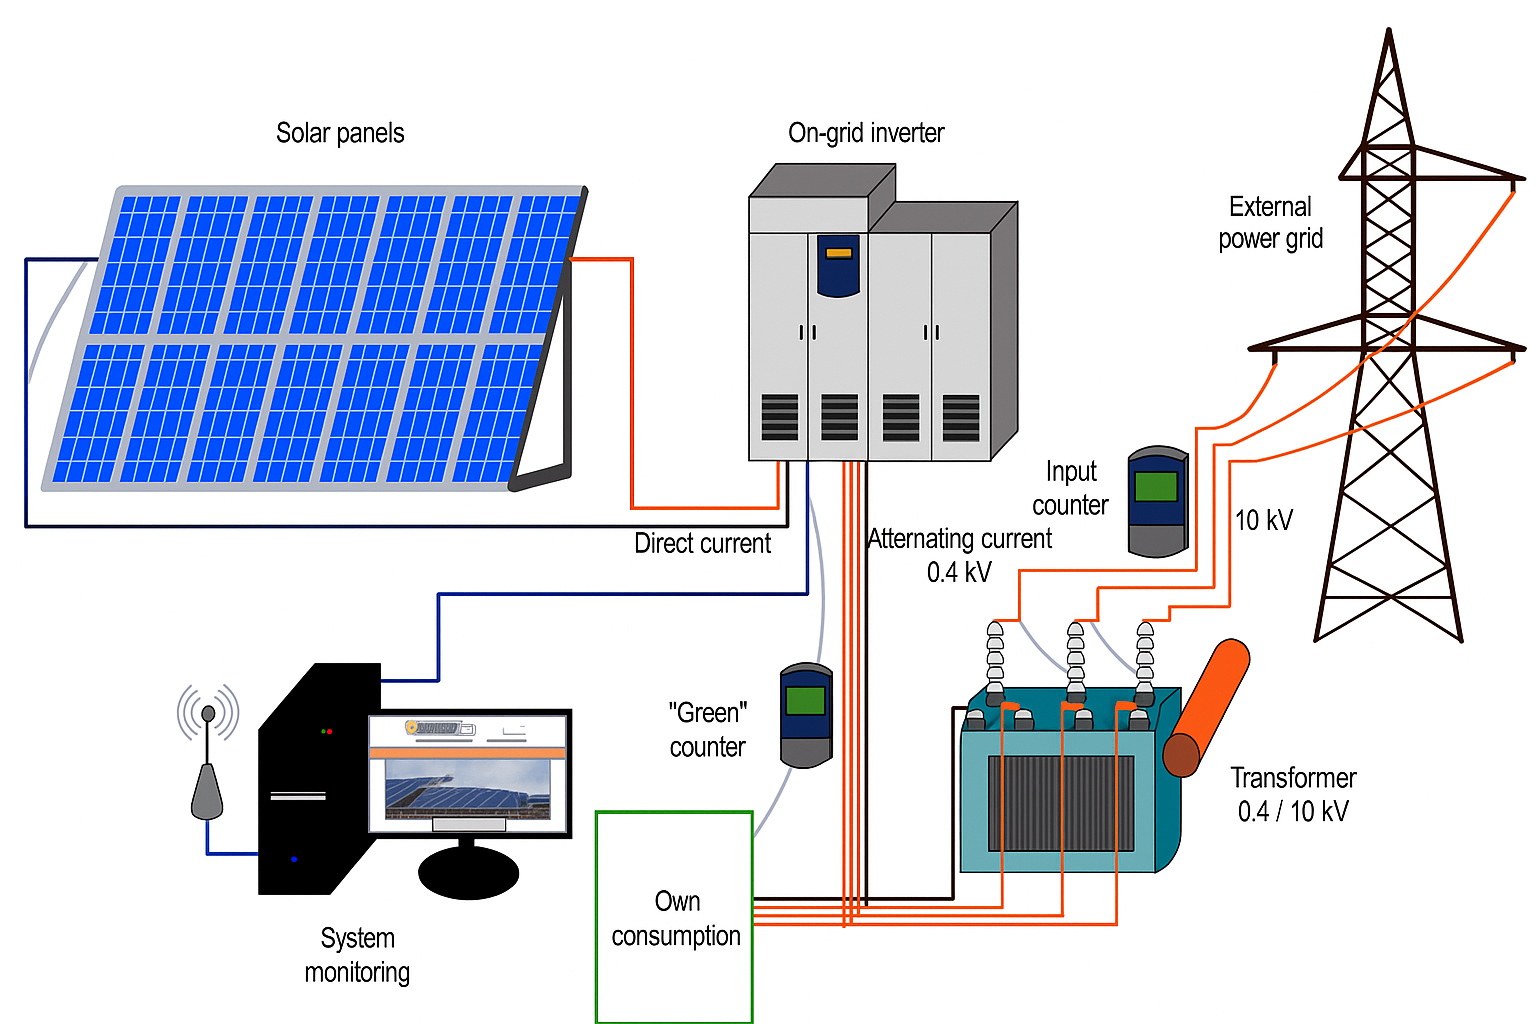 Solar panels
On-grid inverter
External
power grid
Input
counter
10 kV
Direct current
Alternating current
0.4 kV
"Green"
counter
Transformer
0.4 / 10 kV
Own
consumption
System
monitoring